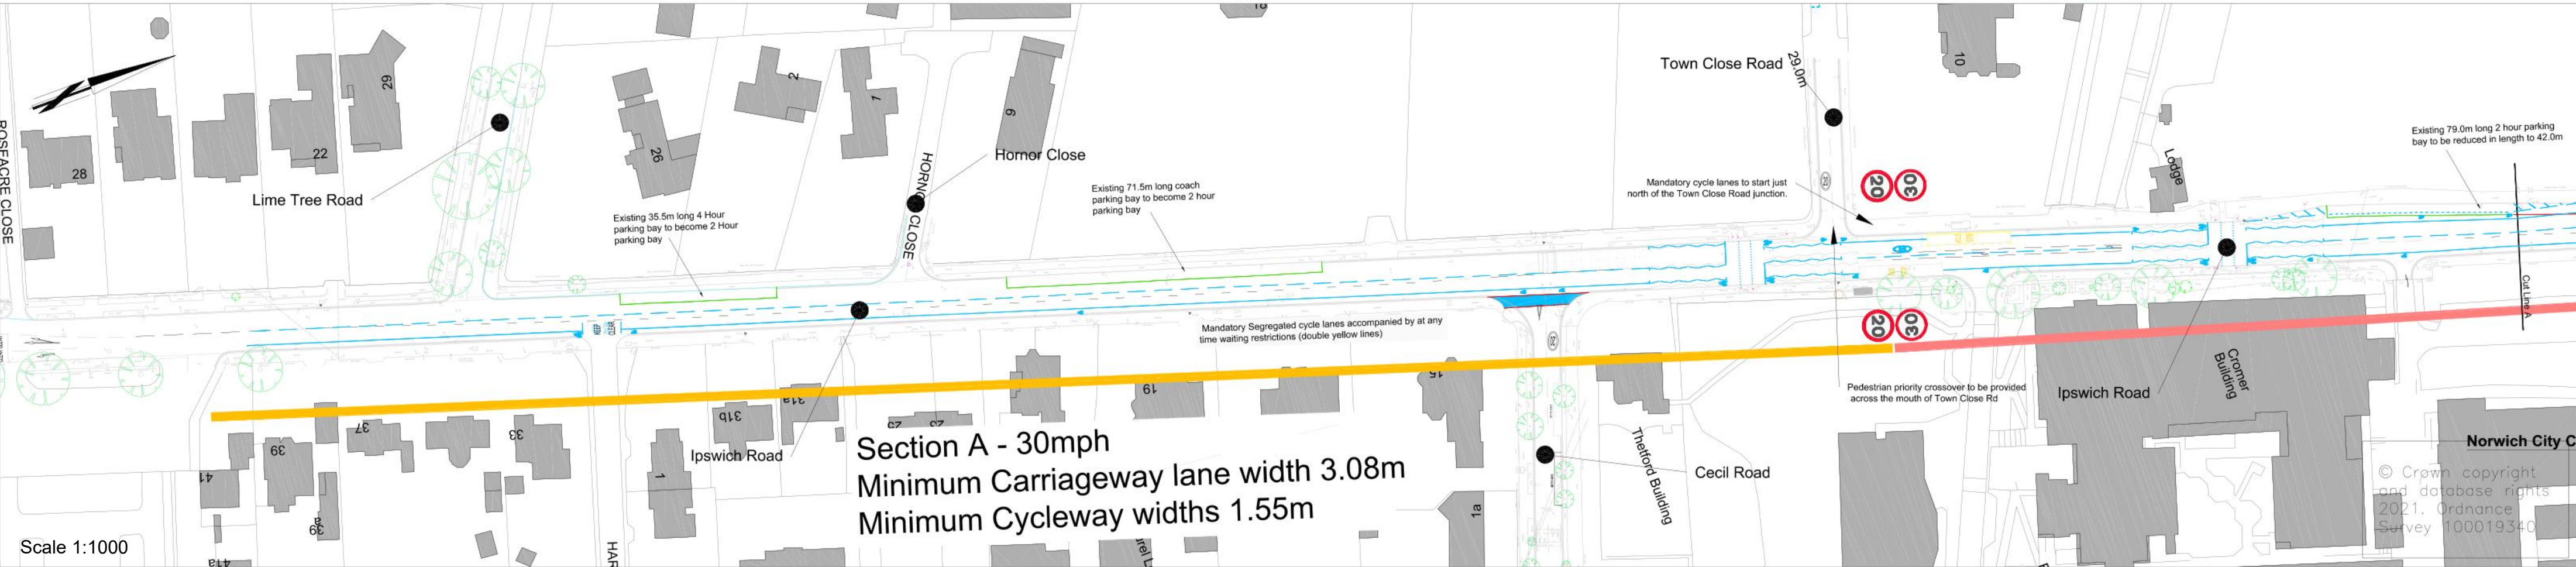 ROSEACRE CLOSE
28
22
29
Lime Tree Road
26
2
7
9
Hornor Close
CLOSE
Existing 35.5m long 4 Hour
parking bay to become 2 Hour
parking bay
Existing 71.5m long coach
parking bay to become 2 hour
parking bay
Town Close Road
29.0m
10
Mandatory cycle lanes to start just
north of the Town Close Road junction.
20
30
Lodge
Existing 79.0m long 2 hour parking
bay to be reduced in length to 42.0m
Cut Line A
KEEP
CLEAR
Mandatory Segregated cycle lanes accompanied by at any
time waiting restrictions (double yellow lines)
20
30
Pedestrian priority crossover to be provided
across the mouth of Town Close Rd
Ipswich Road
Cromer
Building
41
39
37
33
1
31b
31a
19
15
Ipswich Road
Section A - 30mph
Minimum Carriageway lane width 3.08m
Minimum Cycleway widths 1.55m
1a
Cecil Road
Thetford Building
Norwich City C
© Crown copyright
and database rights
2021. Ordnance
Survey 100019340
Scale 1:1000
41a
HAR